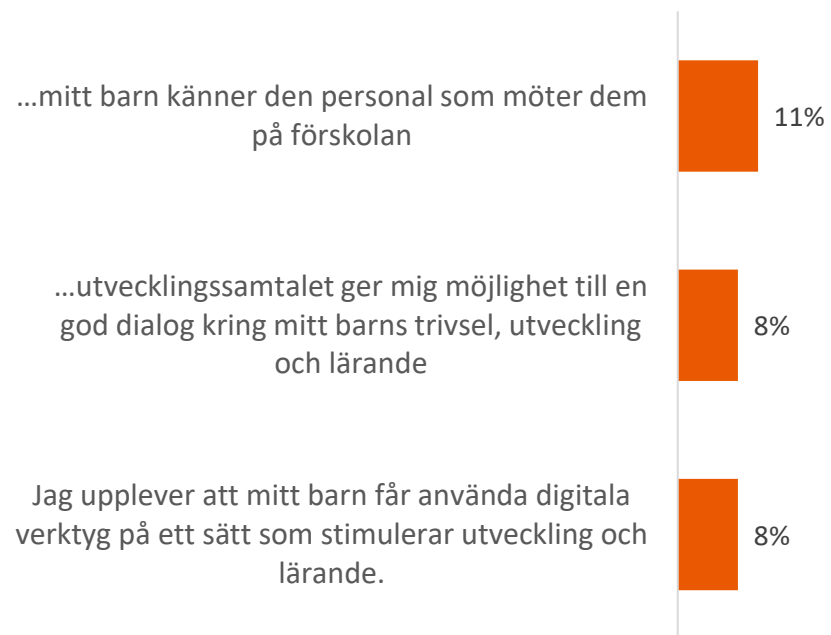 ...mitt barn känner den personal som möter dem
på förskolan
11%
...utvecklingssamtalet ger mig möjlighet till en
god dialog kring mitt barns trivsel, utveckling
och lärande
8%
Jag upplever att mitt barn får använda digitala
verktyg på ett sätt som stimulerar utveckling och
lärande.
8%